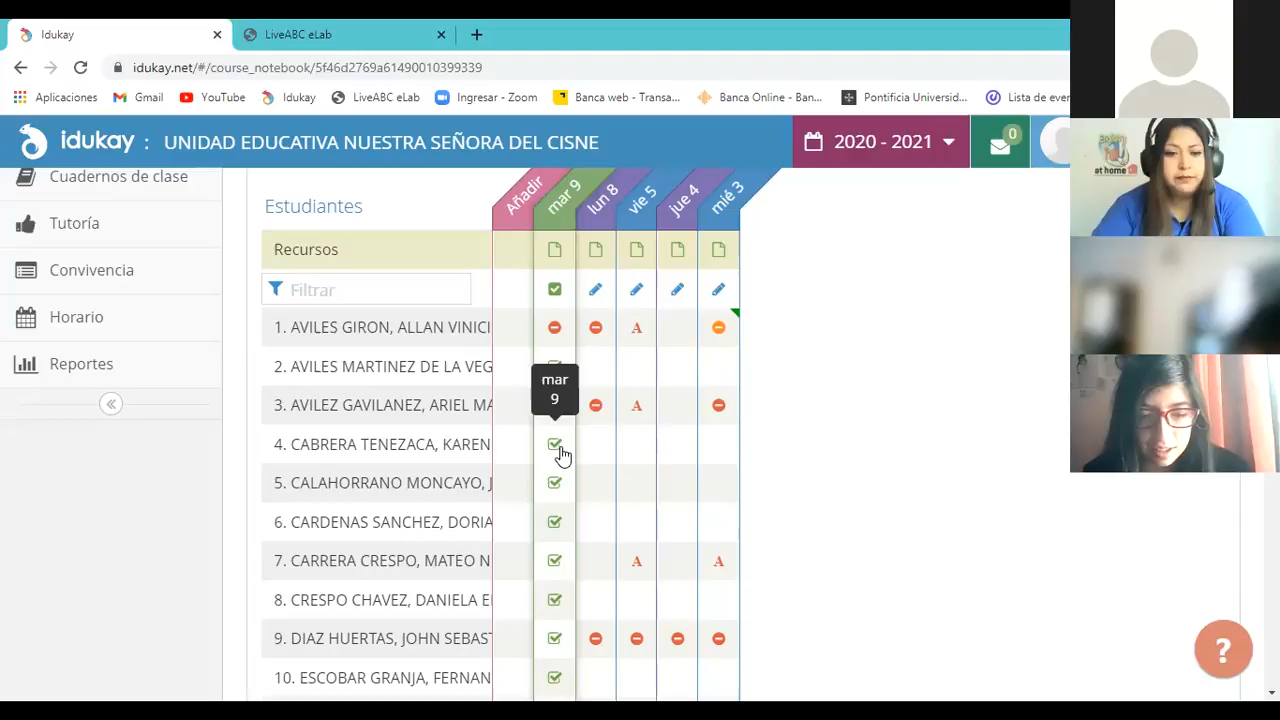 Idukay
LiveABC eLab
idukay.net/#/course_notebook/5f46d2769a61490010399339
Aplicaciones
Gmail
YouTube
Idukay
LiveABC eLab
Ingresar - Zoom
Banca web - Transa...
Banca Online - Ban...
Pontificia Universid...
Lista de ever
idukay : UNIDAD EDUCATIVA NUESTRA SEÑORA DEL CISNE
2020 - 2021
0
at home
Cuadernos de clase
Tutoría
Convivencia
Horario
Reportes
Estudiantes
Añadir
mar 9
lun 8
vie 5
jue 4
mié 3
Recursos
Filtrar
1. AVILES GIRON, ALLAN VINICI
A
2. AVILES MARTINEZ DE LA VEG
mar
9
3. AVILEZ GAVILANEZ, ARIEL MA
A
4. CABRERA TENEZACA, KAREN
5. CALAHORRANO MONCAYO, J
6. CARDENAS SANCHEZ, DORIA
7. CARRERA CRESPO, MATEO N
A
A
8. CRESPO CHAVEZ, DANIELA E
9. DIAZ HUERTAS, JOHN SEBAST
10. ESCOBAR GRANJA, FERNAN
?